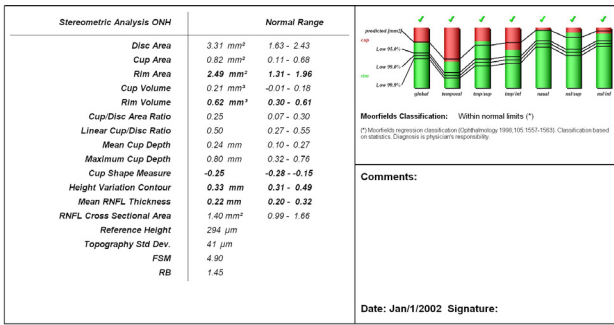 Stereometric Analysis ONH Normal Range
Disc Area 3.31 mm² 1.63 - 2.43
Cup Area 0.82 mm² 0.11 - 0.68
Rim Area 2.49 mm² 1.31 - 1.96
Cup Volume 0.21 mm³ -0.01 - 0.18
Rim Volume 0.62 mm³ 0.30 - 0.61
Cup/Disc Area Ratio 0.25 0.07 - 0.30
Linear Cup/Disc Ratio 0.50 0.27 - 0.55
Mean Cup Depth 0.24 mm 0.10 - 0.27
Maximum Cup Depth 0.80 mm 0.32 - 0.76
Cup Shape Measure -0.25 -0.28 - -0.15
Height Variation Contour 0.33 mm 0.31 - 0.49
Mean RNFL Thickness 0.22 mm 0.20 - 0.32
RNFL Cross Sectional Area 1.40 mm² 0.99 - 1.66
Reference Height 294 µm
Topography Std Dev. 41 µm
FSM 4.90
RB 1.45
predicted [mm²]
cup
Low 95.0%
Low 99.0%
rim
Low 99.9%
global temporal tmp/sup tmp/inf nasal nsl/sup nsl/inf
Moorfields Classification: Within normal limits (*)
(*) Moorfields regression classification (Ophthalmology 1998;105:1557-1563). Classification based
on statistics. Diagnosis is physician's responsibility.
Comments:
Date: Jan/1/2002 Signature: